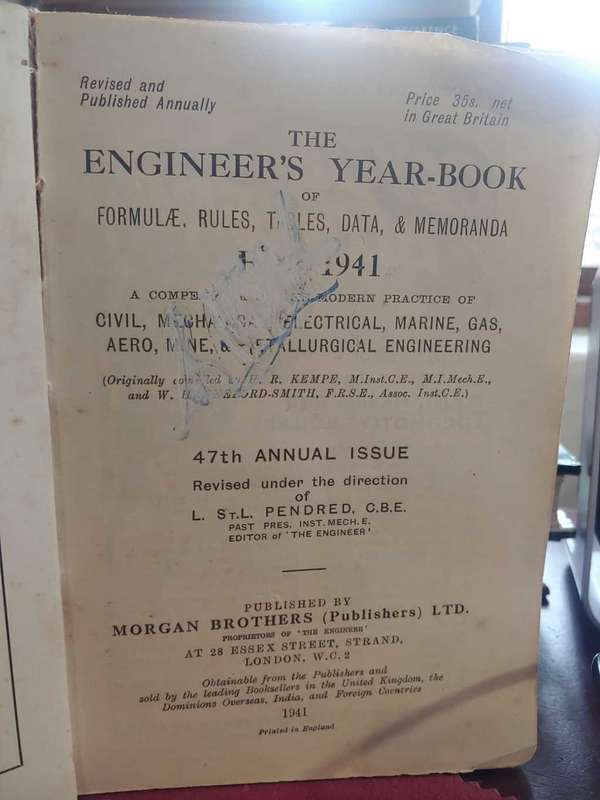 Revised and
Published Annually
Price 35s. net
in Great Britain
THE
ENGINEER'S YEAR-BOOK
OF
FORMULÆ, RULES, DATA, & MEMORANDA
1941
A MODERN PRACTICE OF
CIVIL, ELECTRICAL, MARINE, GAS,
AERO, MINE, & METALLURGICAL ENGINEERING
(Originally H. R. KEMPE, M.Inst.C.E., M.I.Mech.E.,
and W. F.R.S.E., Assoc. Inst.C.E.)
47th ANNUAL ISSUE
Revised under the direction
of
L. ST.L. PENDRED, C.B.E.
PAST PRES. INST. MECH. E.
EDITOR of 'THE ENGINEER'
PUBLISHED BY
MORGAN BROTHERS (Publishers) LTD.
PROPRIETORS OF 'THE ENGINEER'
AT 28 ESSEX STREET, STRAND,
LONDON, W.C.2
Obtainable from the Publishers and
sold by the leading Booksellers in the United Kingdom, the
Dominions Overseas, India, and Foreign Countries
1941
Printed in England